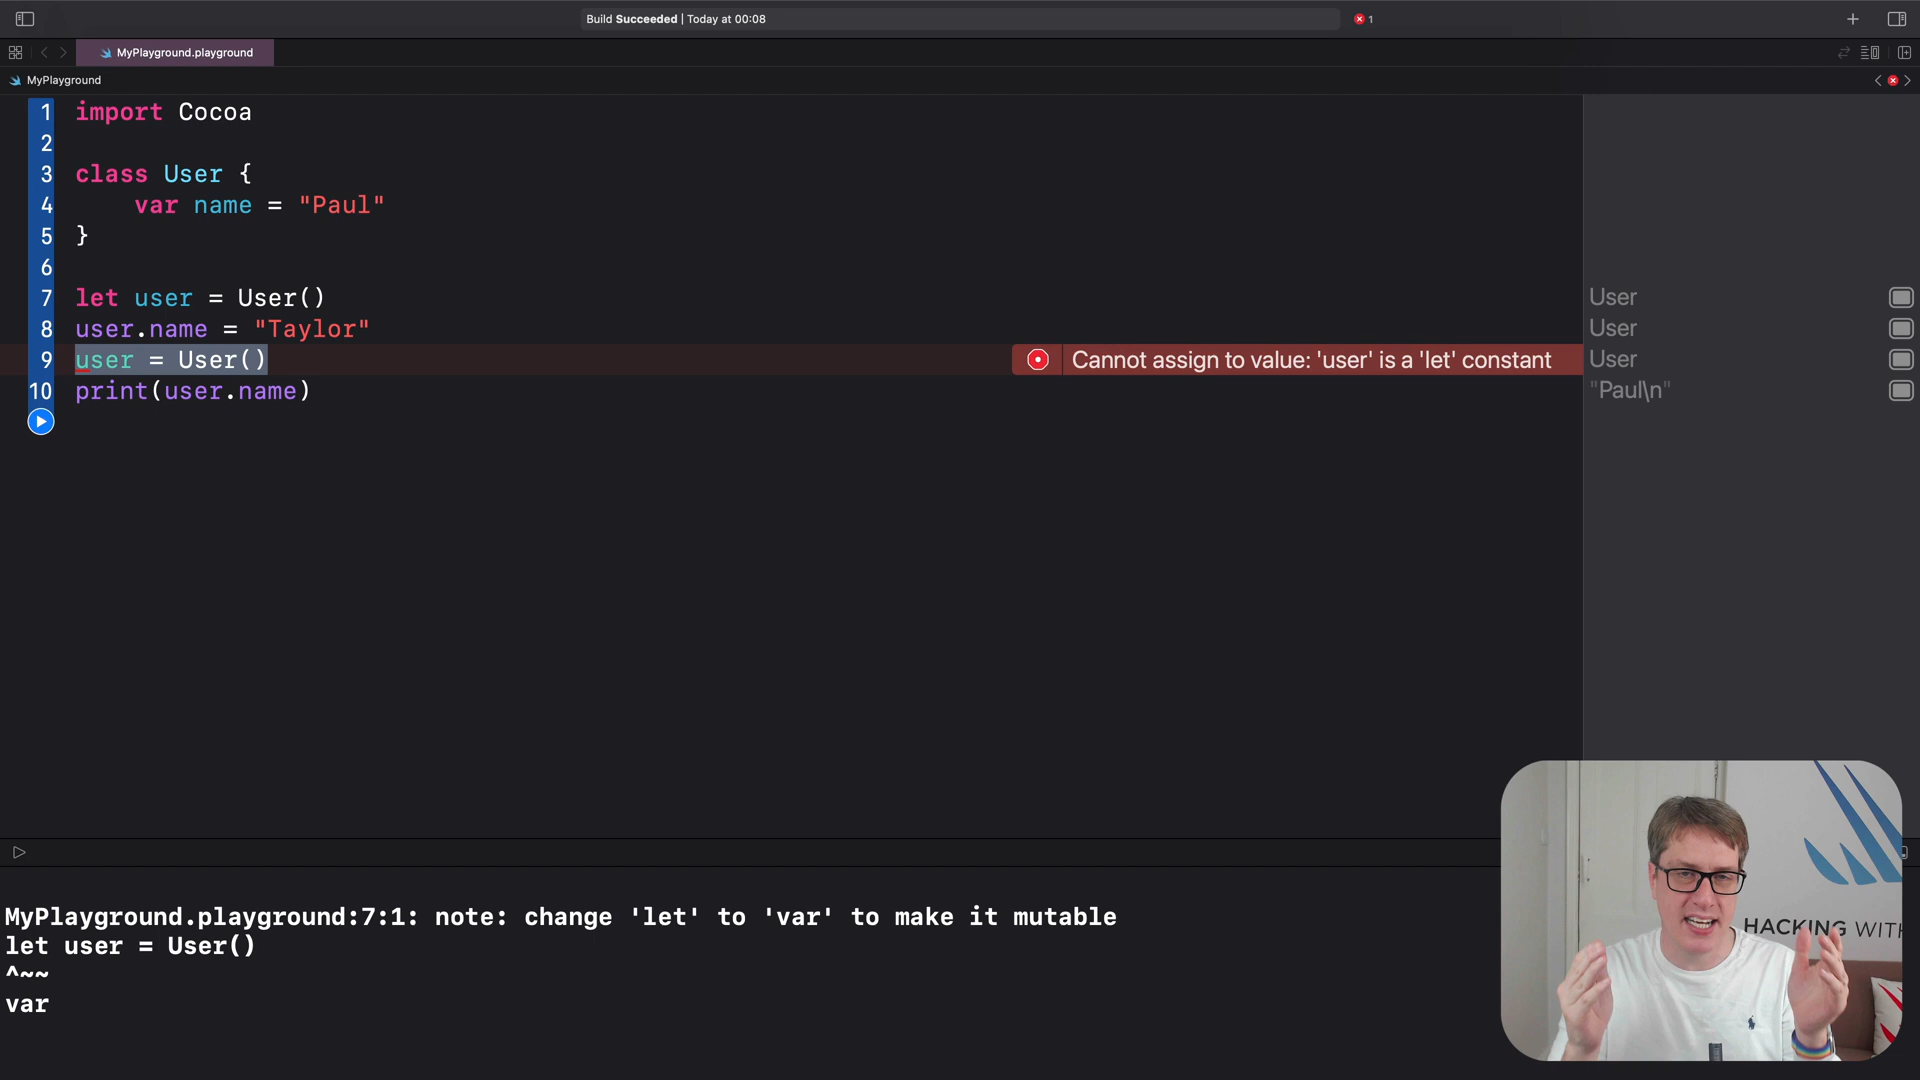 Build Succeeded | Today at 00:08
1
MyPlayground.playground
MyPlayground
1 import Cocoa
2
3 class User {
4 var name = "Paul"
5 }
6
7 let user = User()
8 user.name = "Taylor"
9 user = User()
10 print(user.name)
Cannot assign to value: 'user' is a 'let' constant
User
User
User
"Paul\n"
MyPlayground.playground:7:1: note: change 'let' to 'var' to make it mutable
let user = User()
^~~
var
HACKING WITH